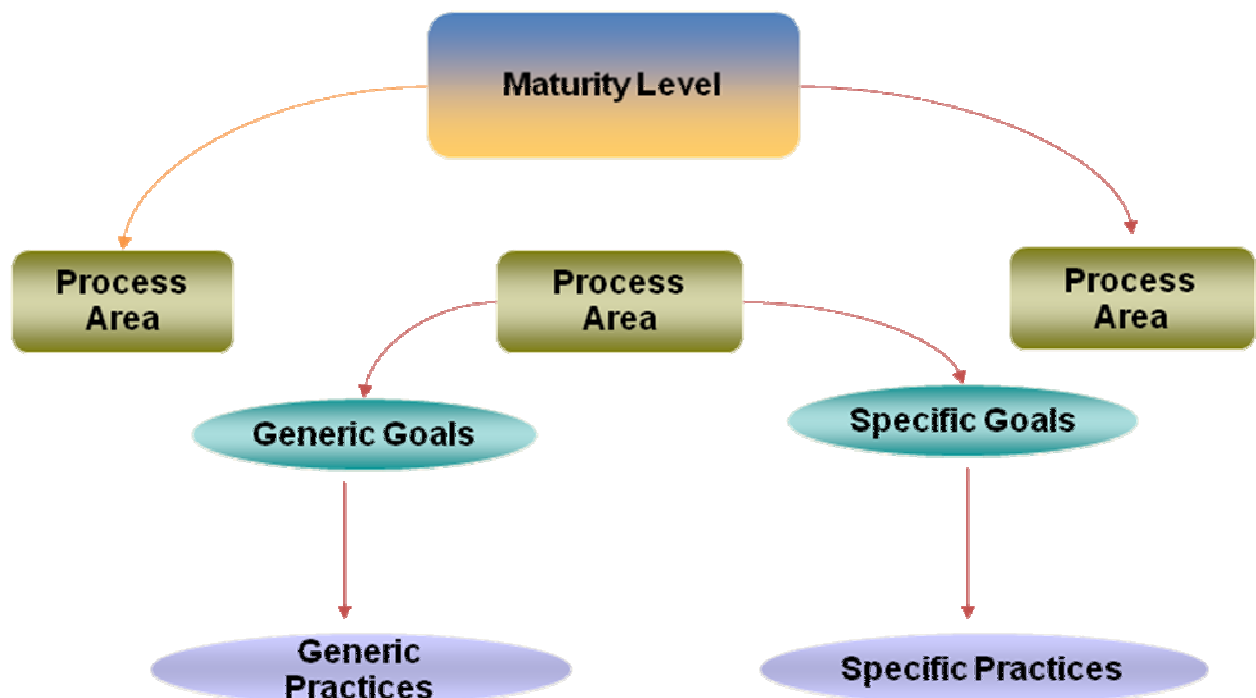 Maturity Level
Process
Area
Process
Area
Process
Area
Generic Goals
Specific Goals
Generic
Practices
Specific Practices